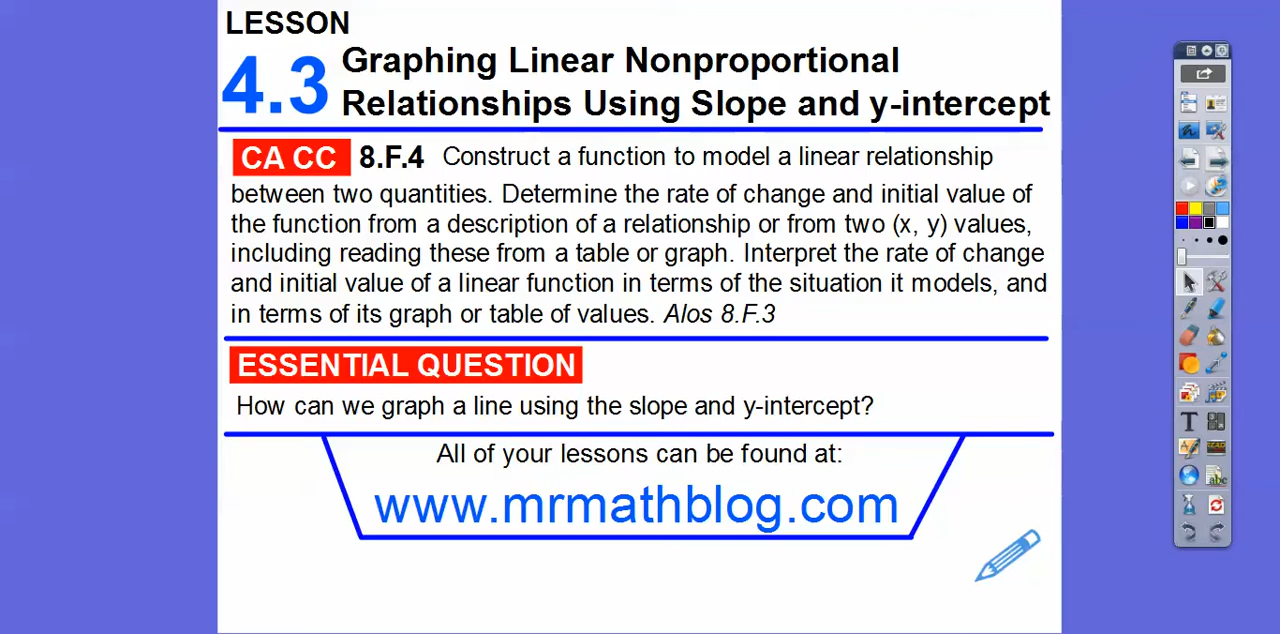 LESSON
4.3 Graphing Linear Nonproportional
Relationships Using Slope and y-intercept
CA CC 8.F.4 Construct a function to model a linear relationship
between two quantities. Determine the rate of change and initial value of
the function from a description of a relationship or from two (x, y) values,
including reading these from a table or graph. Interpret the rate of change
and initial value of a linear function in terms of the situation it models, and
in terms of its graph or table of values. Alos 8.F.3
ESSENTIAL QUESTION
How can we graph a line using the slope and y-intercept?
All of your lessons can be found at:
www.mrmathblog.com